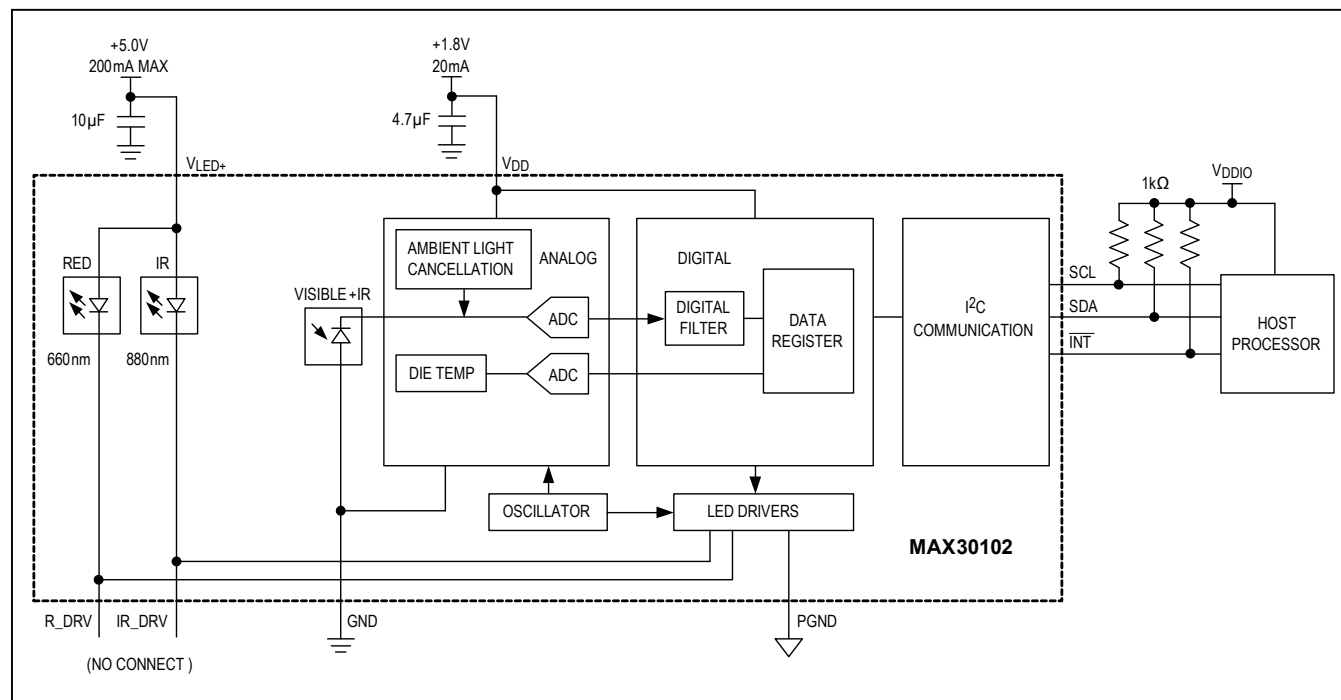 +5.0V
200mA MAX
10µF
VLED+
+1.8V
20mA
4.7µF
VDD
RED
IR
660nm
880nm
VISIBLE+IR
AMBIENT LIGHT
CANCELLATION
ANALOG
ADC
DIE TEMP
ADC
DIGITAL
DIGITAL
FILTER
DATA
REGISTER
I²C
COMMUNICATION
1kΩ
VDDIO
SCL
SDA
INT
HOST
PROCESSOR
OSCILLATOR
LED DRIVERS
MAX30102
R_DRV
IR_DRV
(NO CONNECT )
GND
PGND